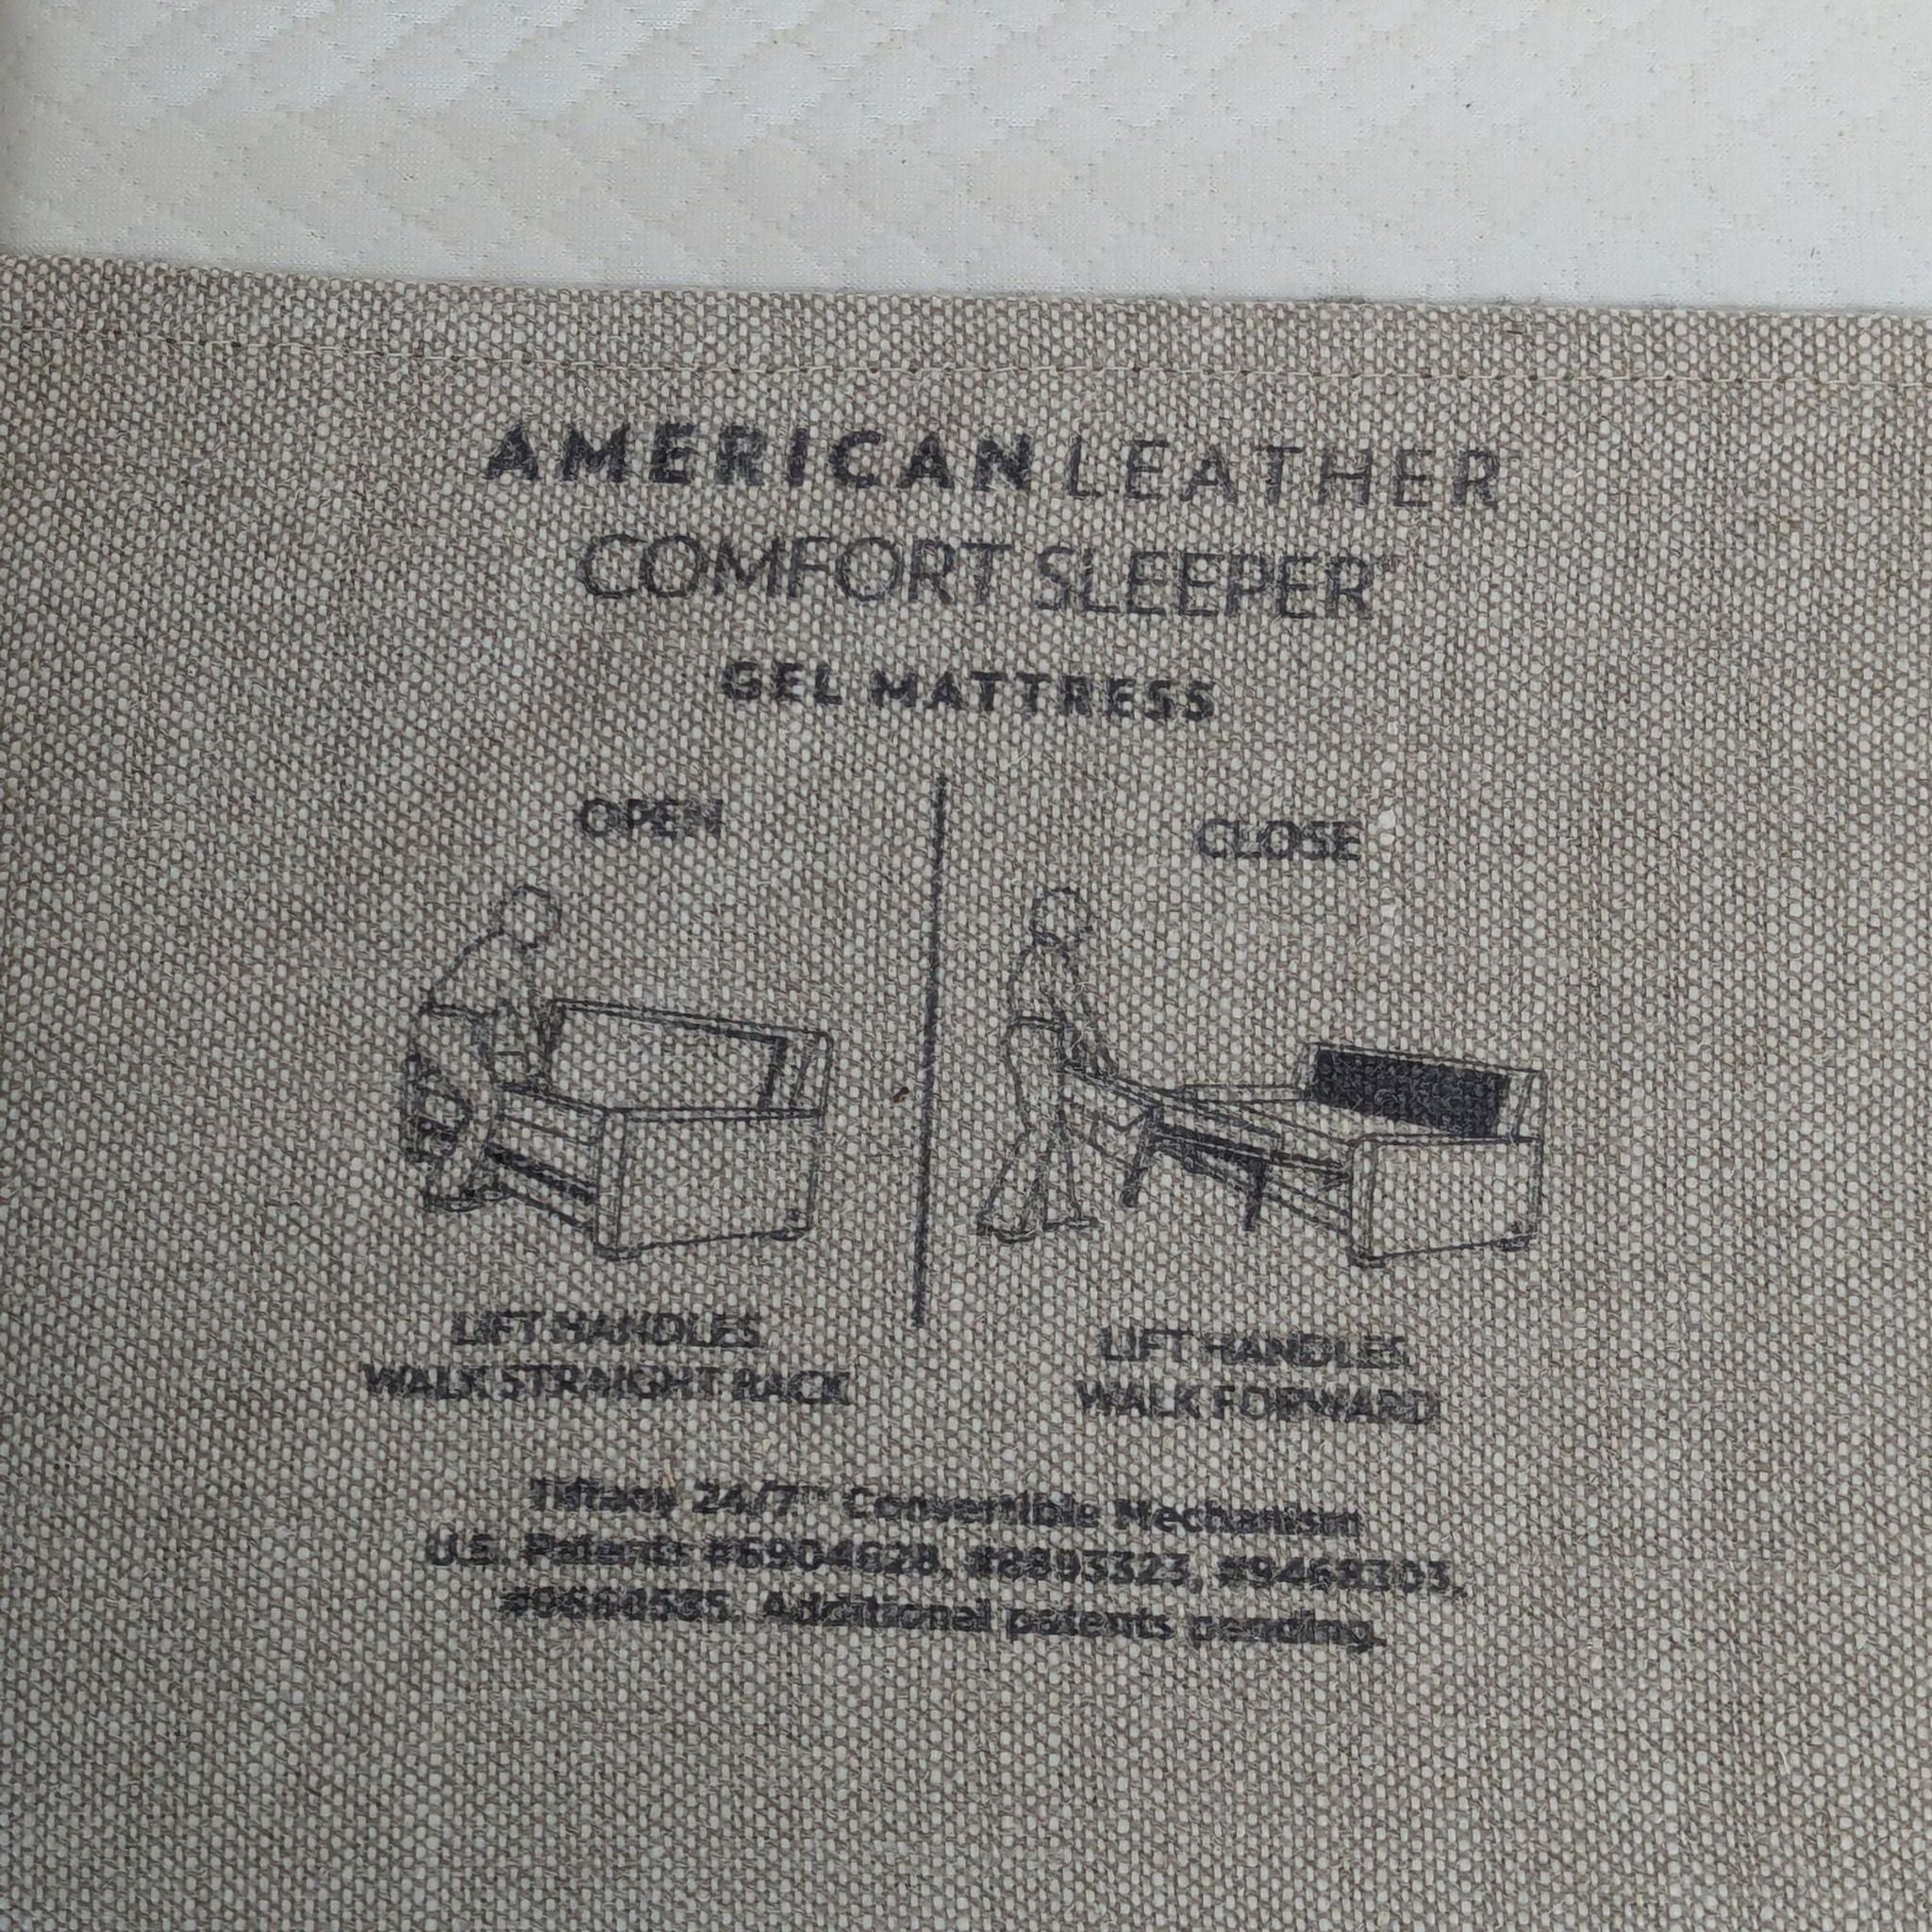 AMERICAN LEATHER
COMFORT SLEEPER™
GEL MATTRESS
OPEN
CLOSE
LIFT HANDLES
WALK STRAIGHT BACK
LIFT HANDLES
WALK FORWARD
Tiffany 24/7™ Convertible Mechanism
U.S. Patents #6904628, #8893323, #9468303,
Additional patents pending.